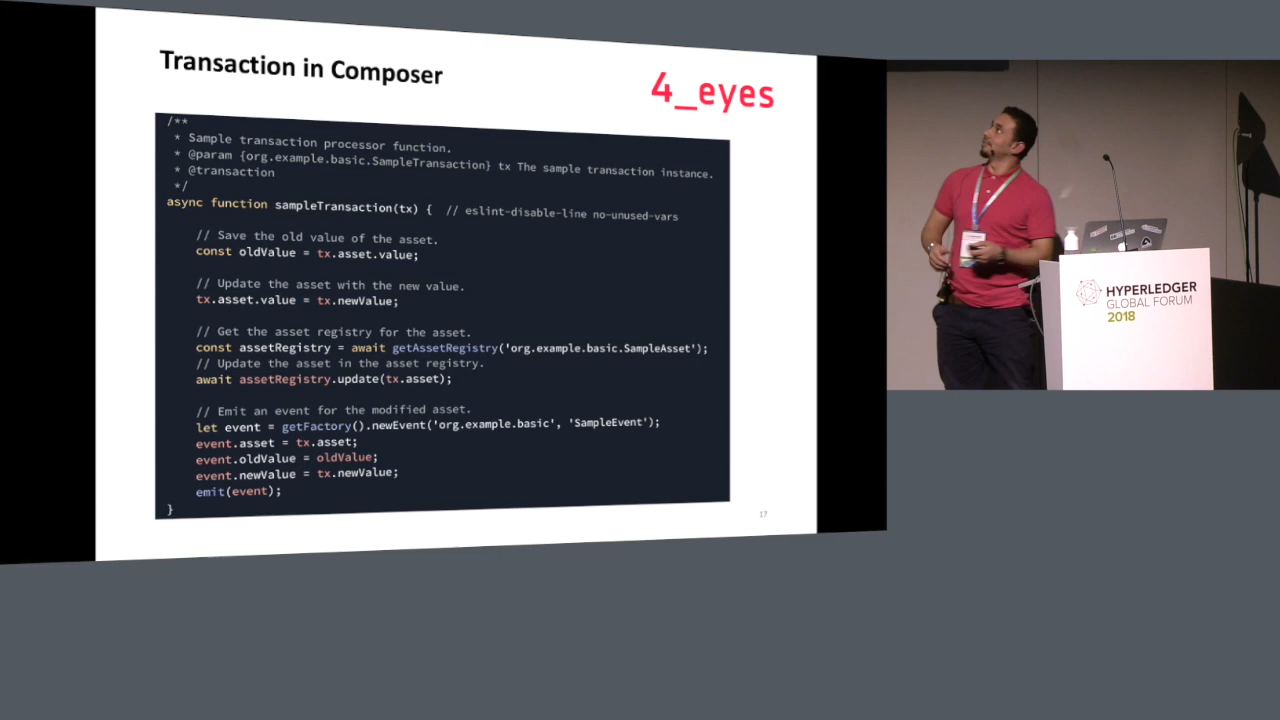 Transaction in Composer
4_eyes
/**
* Sample transaction processor function.
* @param {org.example.basic.SampleTransaction} tx The sample transaction instance.
* @transaction
*/
async function sampleTransaction(tx) {  // eslint-disable-line no-unused-vars
// Save the old value of the asset.
const oldValue = tx.asset.value;
// Update the asset with the new value.
tx.asset.value = tx.newValue;
// Get the asset registry for the asset.
const assetRegistry = await getAssetRegistry('org.example.basic.SampleAsset');
// Update the asset in the asset registry.
await assetRegistry.update(tx.asset);
// Emit an event for the modified asset.
let event = getFactory().newEvent('org.example.basic', 'SampleEvent');
event.asset = tx.asset;
event.oldValue = oldValue;
event.newValue = tx.newValue;
emit(event);
}
17
HYPERLEDGER
GLOBAL FORUM
2018